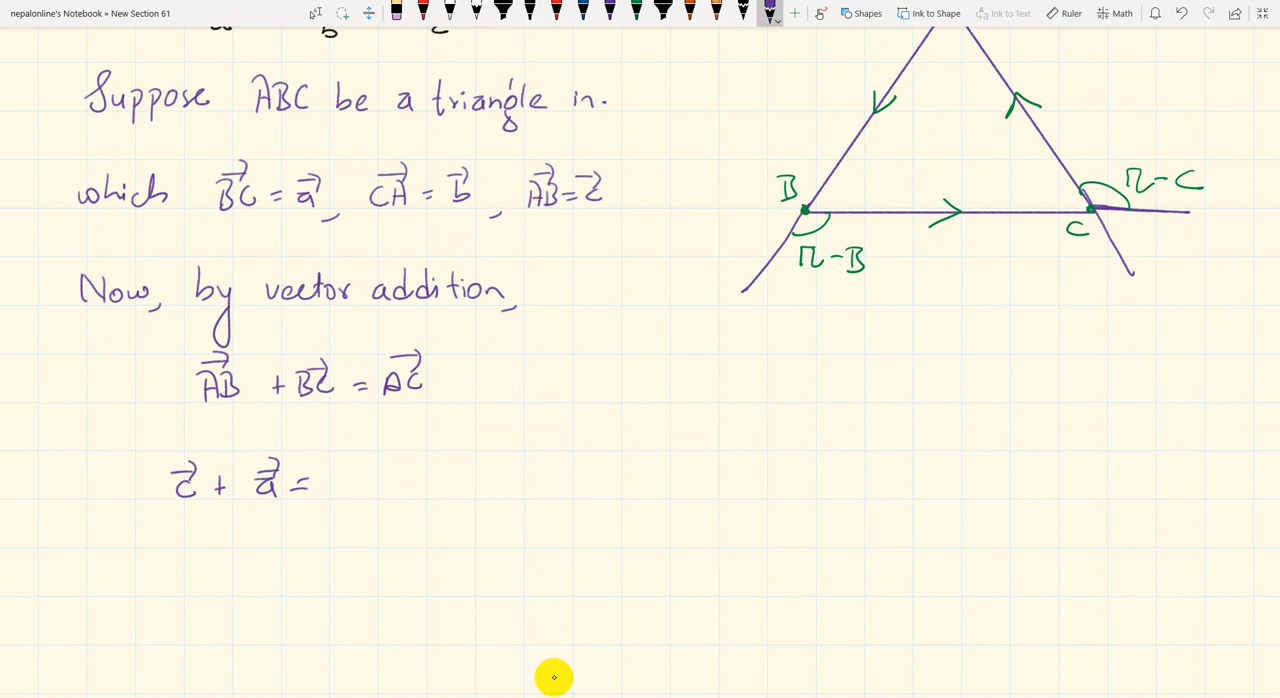 nepalonline's Notebook » New Section 61
Shapes Ink to Shape Ink to Text Ruler Math
Suppose ABC be a triangle in.
which BC⃗ = a⃗, CA⃗ = b⃗, AB⃗ = c⃗
Now, by vector addition,
AB⃗ + BC⃗ = AC⃗
c⃗ + a⃗ =
B
π-C
C
π-B